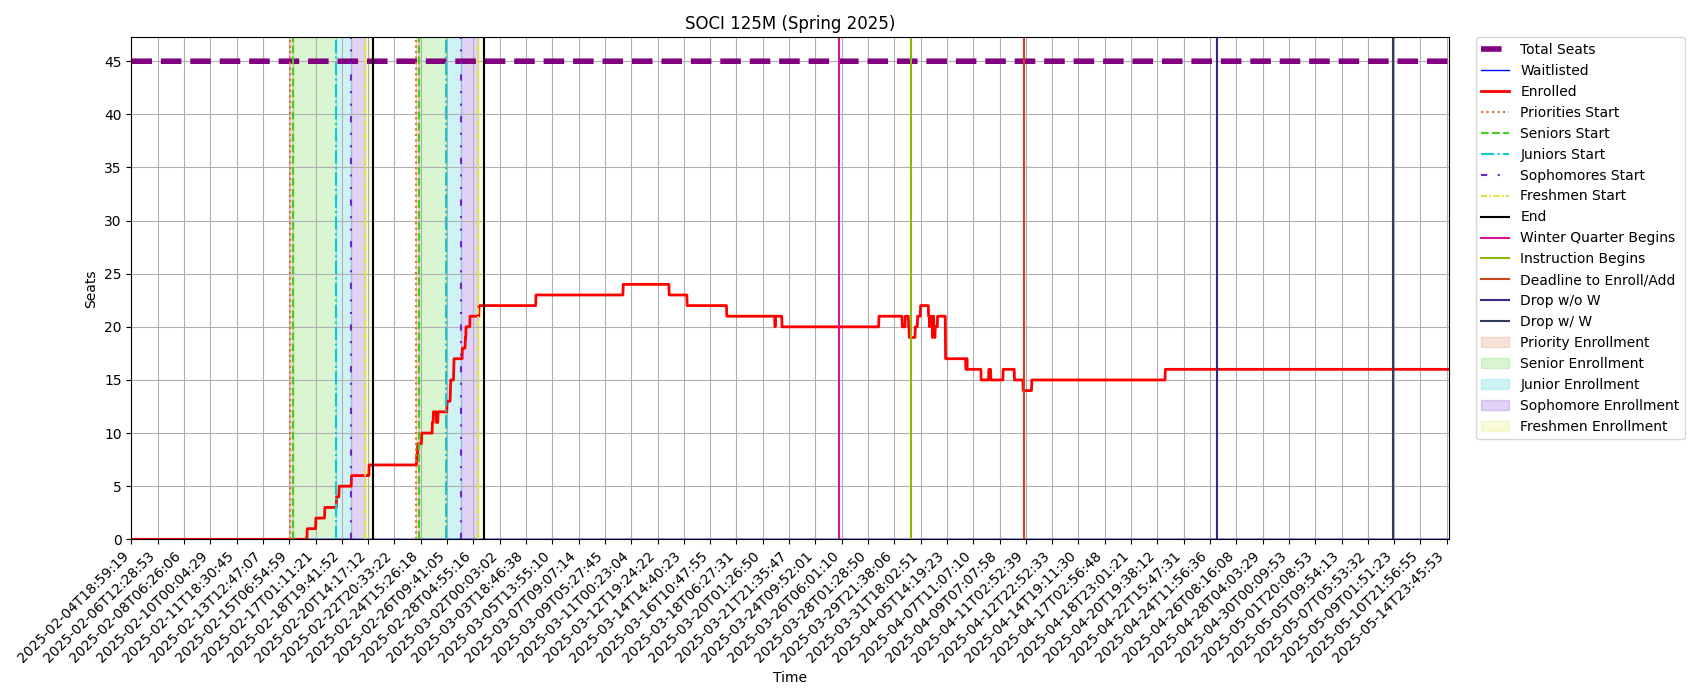 SOCI 125M (Spring 2025)
Seats
45
40
35
30
25
20
15
10
5
0
2025-02-04T18:59:19
2025-02-06T12:28:53
2025-02-08T06:26:06
2025-02-10T00:04:29
2025-02-11T18:30:45
2025-02-13T12:47:07
2025-02-15T06:54:59
2025-02-17T01:11:21
2025-02-18T19:41:52
2025-02-20T14:17:12
2025-02-22T20:33:22
2025-02-24T15:26:18
2025-02-26T09:41:05
2025-02-28T04:55:16
2025-03-02T00:03:02
2025-03-03T18:46:38
2025-03-05T13:55:10
2025-03-07T09:07:14
2025-03-09T05:27:45
2025-03-11T00:23:04
2025-03-12T19:24:22
2025-03-14T14:40:23
2025-03-16T10:47:55
2025-03-18T06:27:31
2025-03-20T01:26:50
2025-03-21T21:35:47
2025-03-24T09:52:01
2025-03-26T06:01:10
2025-03-28T01:28:50
2025-03-29T21:38:06
2025-03-31T18:02:51
2025-04-05T14:19:23
2025-04-07T11:07:10
2025-04-09T07:07:58
2025-04-11T02:52:39
2025-04-12T22:52:33
2025-04-14T19:11:30
2025-04-17T02:56:48
2025-04-18T23:01:21
2025-04-20T19:38:12
2025-04-22T15:47:31
2025-04-24T11:56:36
2025-04-26T08:16:08
2025-04-28T04:03:29
2025-04-30T00:09:53
2025-05-01T20:08:53
2025-05-05T09:54:13
2025-05-07T05:53:32
2025-05-09T01:51:23
2025-05-10T21:56:55
2025-05-14T23:45:53
Time
Total Seats
Waitlisted
Enrolled
Priorities Start
Seniors Start
Juniors Start
Sophomores Start
Freshmen Start
End
Winter Quarter Begins
Instruction Begins
Deadline to Enroll/Add
Drop w/o W
Drop w/ W
Priority Enrollment
Senior Enrollment
Junior Enrollment
Sophomore Enrollment
Freshmen Enrollment